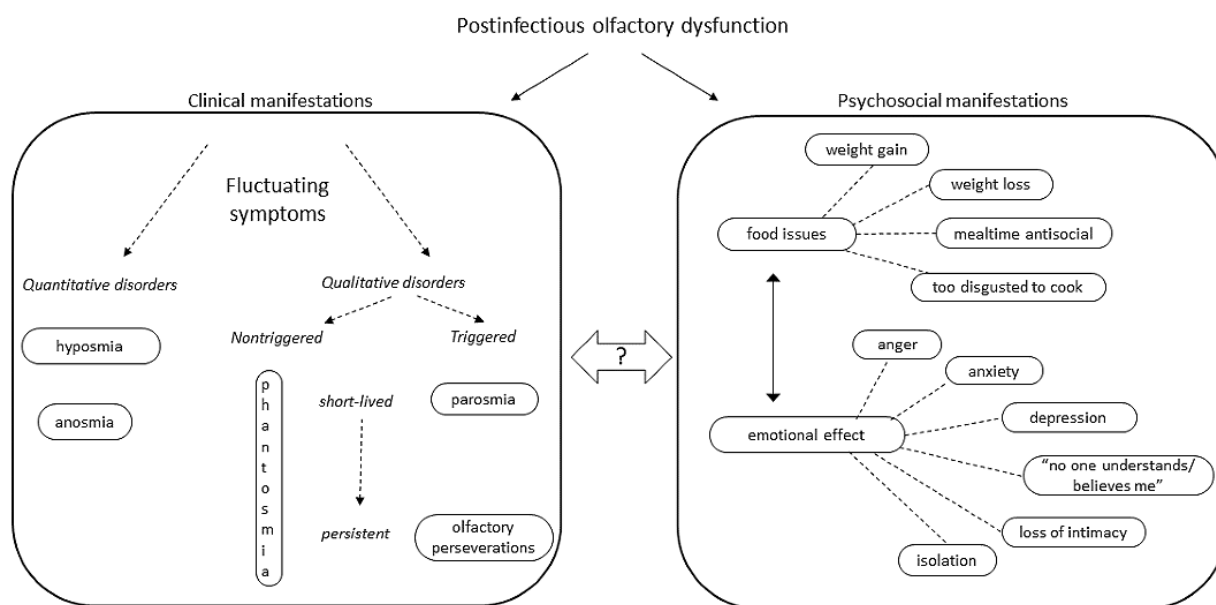 Postinfectious olfactory dysfunction
Clinical manifestations
Fluctuating
symptoms
Quantitative disorders
hyposmia
anosmia
Qualitative disorders
Nontriggered
Triggered
phantosmia
short-lived
parosmia
persistent
olfactory
perseverations
?
Psychosocial manifestations
weight gain
weight loss
food issues
mealtime antisocial
too disgusted to cook
anger
anxiety
depression
emotional effect
“no one understands/
believes me”
loss of intimacy
isolation